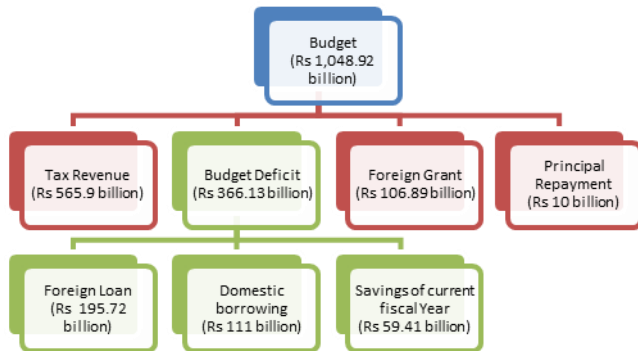 Budget
(Rs 1,048.92
billion)
Tax Revenue
(Rs 565.9 billion)
Budget Deficit
(Rs 366.13 billion)
Foreign Grant
(Rs 106.89 billion)
Principal
Repayment
(Rs 10 billion)
Foreign Loan
(Rs 195.72
billion)
Domestic
borrowing
(Rs 111 billion)
Savings of current
fiscal Year
(Rs 59.41 billion)